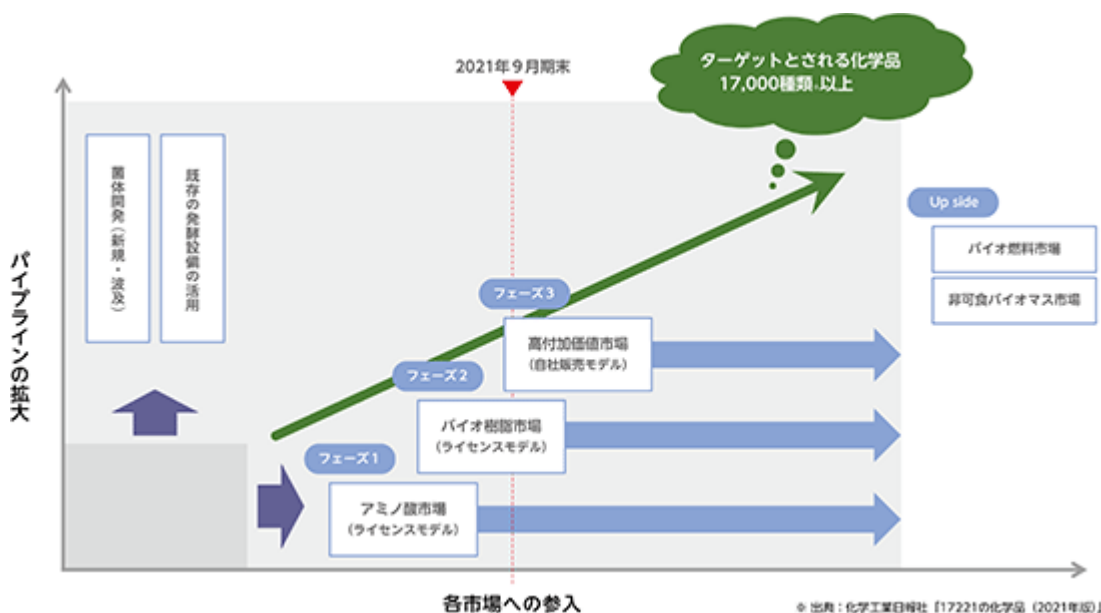 ターゲットとされる化学品
17,000種類※以上
2021年9月期末
菌体開発(新規・波及)
既存の発酵設備の活用
Up side
バイオ燃料市場
非可食バイオマス市場
フェーズ3
高付加価値市場
(自社販売モデル)
フェーズ2
バイオ樹脂市場
(ライセンスモデル)
フェーズ1
アミノ酸市場
(ライセンスモデル)
パイプラインの拡大
各市場への参入
※ 出典:化学工業日報社「17221の化学品(2021年版)」